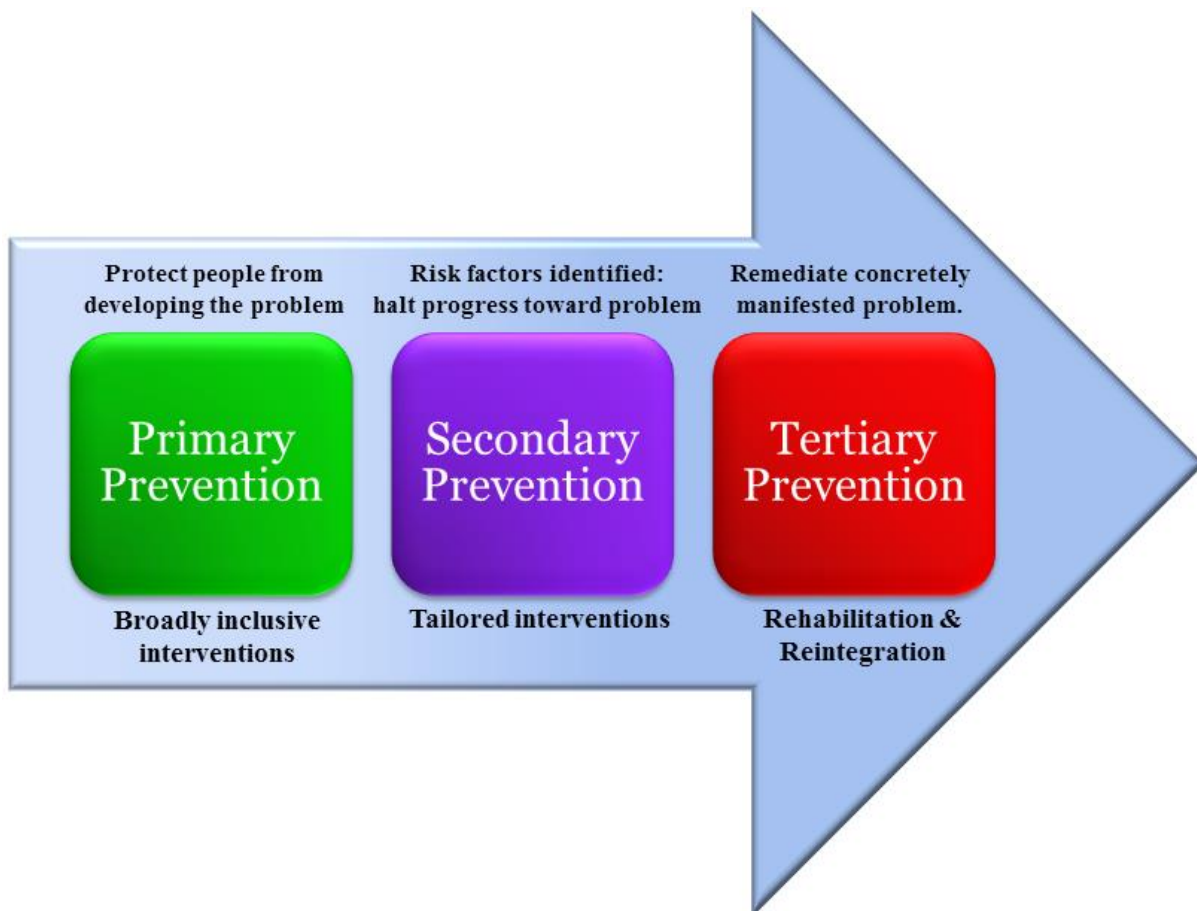 Protect people from
developing the problem
Primary
Prevention
Broadly inclusive
interventions
Risk factors identified:
halt progress toward problem
Secondary
Prevention
Tailored interventions
Remediate concretely
manifested problem.
Tertiary
Prevention
Rehabilitation &
Reintegration